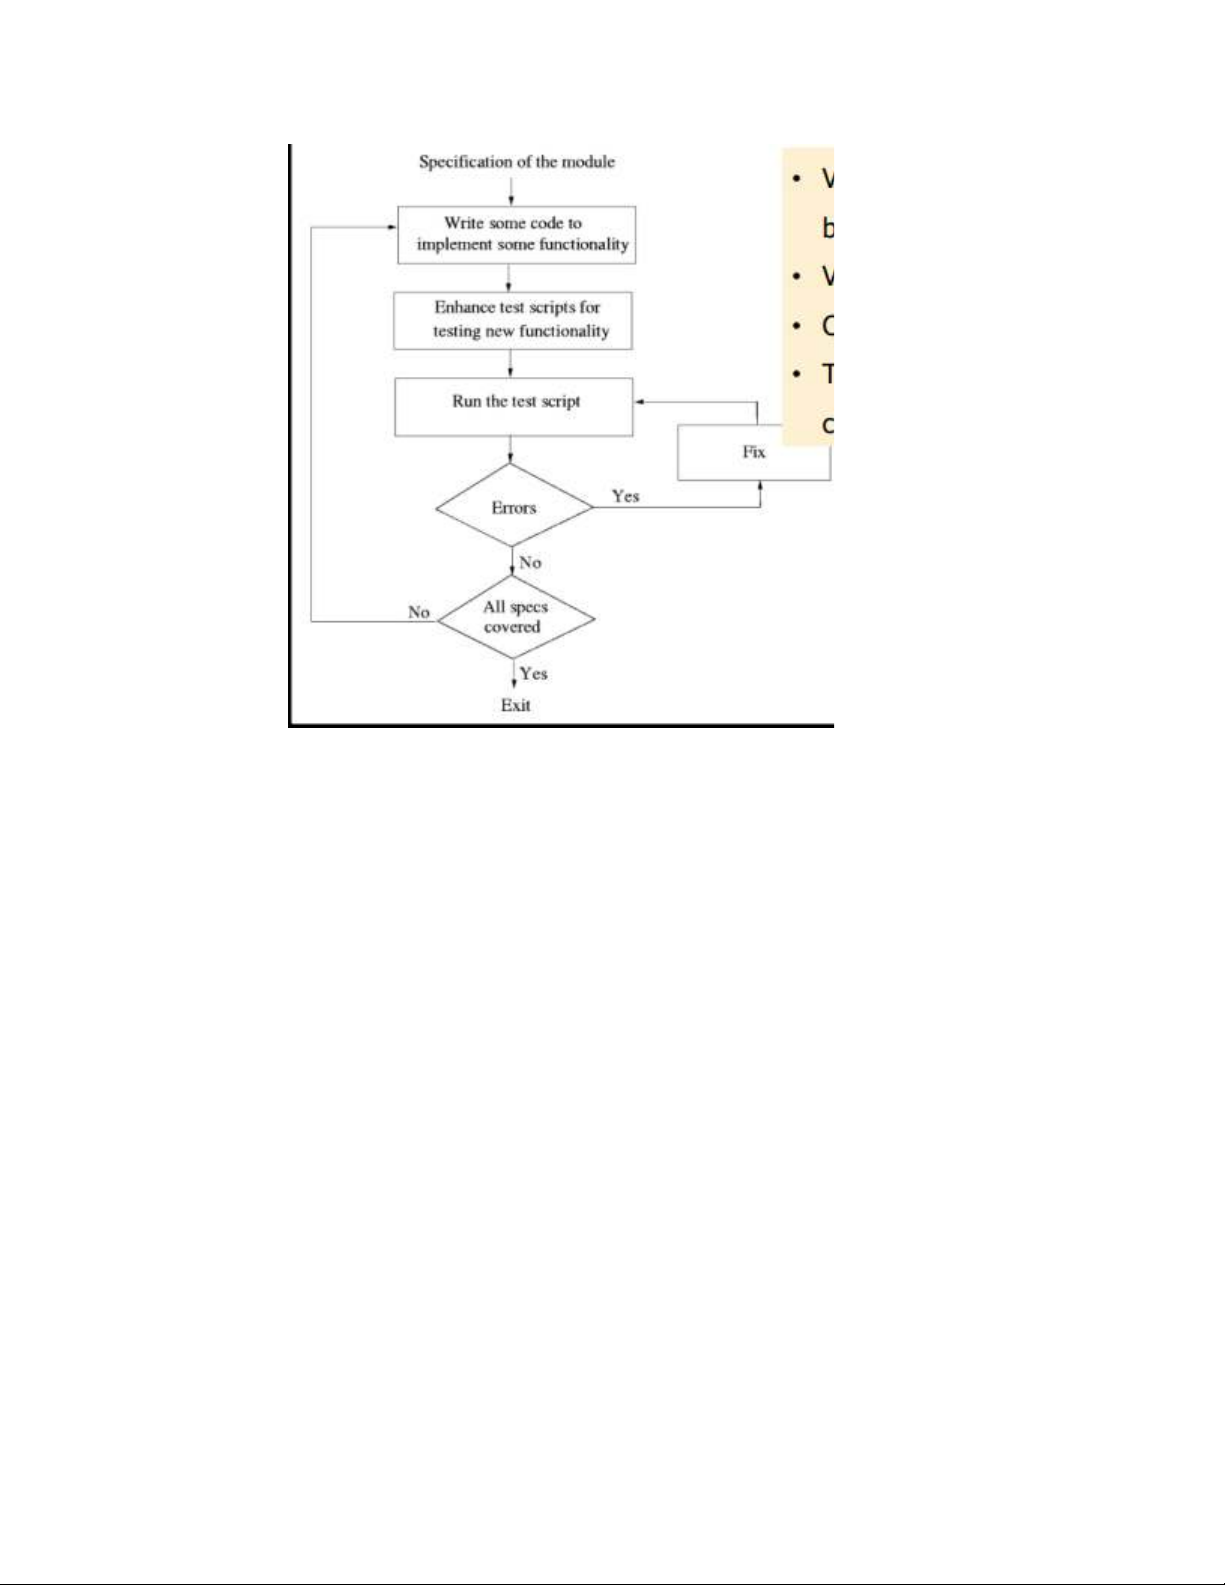 Specification of the module
Write some code to
implement some functionality
Enhance test scripts for
testing new functionality
Run the test script
Fix
Errors
Yes
No
All specs
covered
No
Yes
Exit